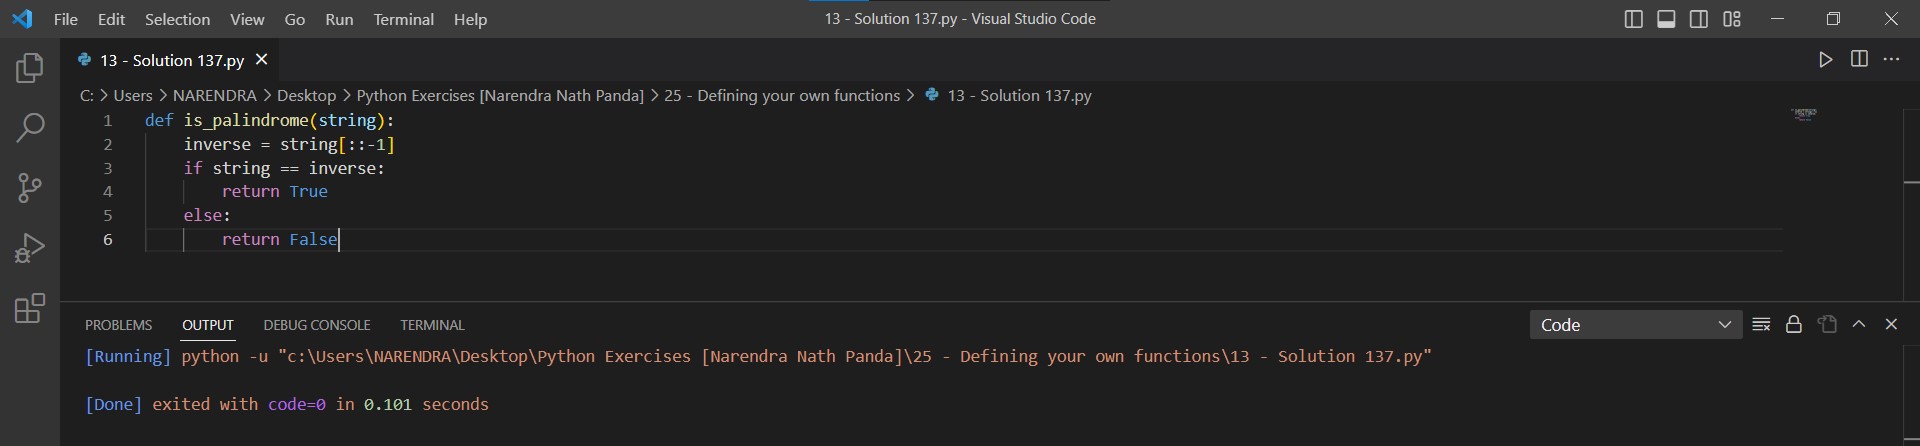 File Edit Selection View Go Run Terminal Help 13 - Solution 137.py - Visual Studio Code
13 - Solution 137.py
C: > Users > NARENDRA > Desktop > Python Exercises [Narendra Nath Panda] > 25 - Defining your own functions > 13 - Solution 137.py
1 def is_palindrome(string):
2     inverse = string[::-1]
3     if string == inverse:
4         return True
5     else:
6         return False
PROBLEMS OUTPUT DEBUG CONSOLE TERMINAL Code
[Running] python -u "c:\Users\NARENDRA\Desktop\Python Exercises [Narendra Nath Panda]\25 - Defining your own functions\13 - Solution 137.py"
[Done] exited with code=0 in 0.101 seconds